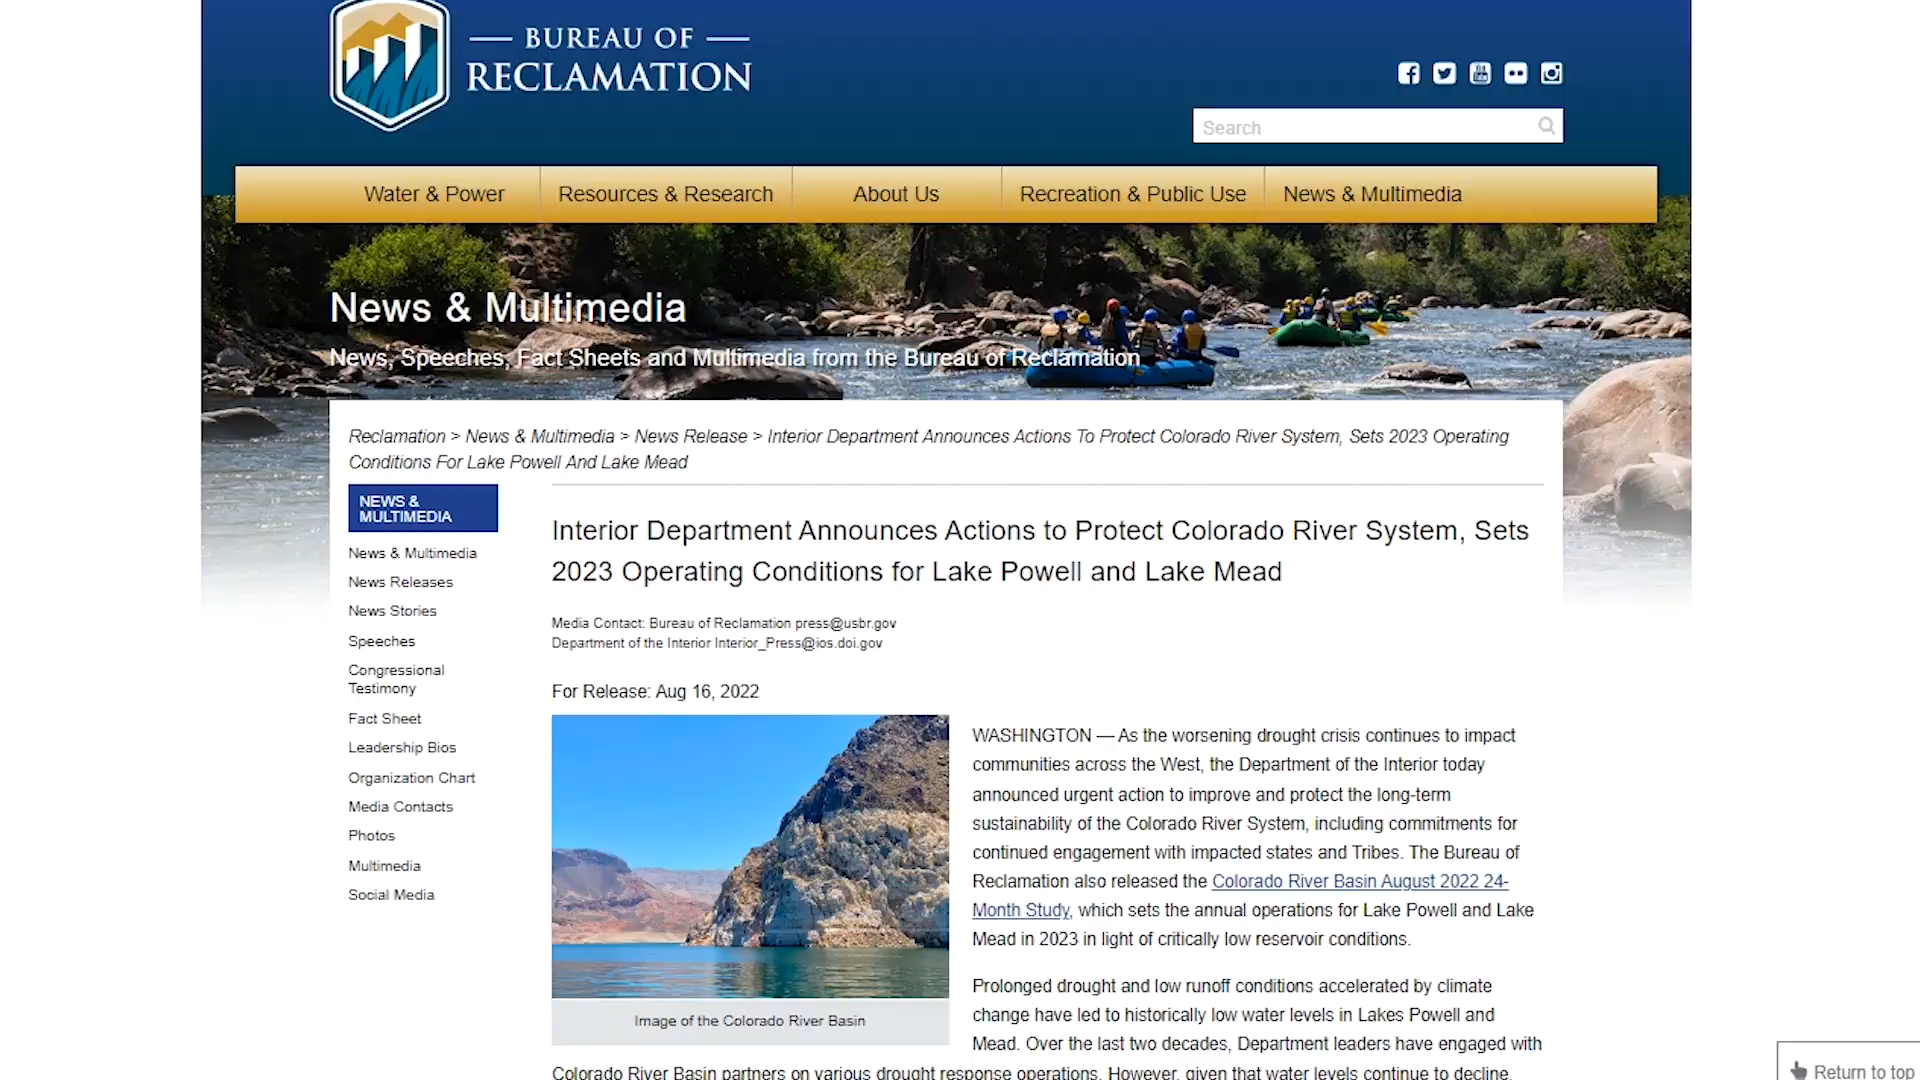 BUREAU OF
RECLAMATION
Search
Water & Power
Resources & Research
About Us
Recreation & Public Use
News & Multimedia
News & Multimedia
News, Speeches, Fact Sheets and Multimedia from the Bureau of Reclamation
Reclamation > News & Multimedia > News Release > Interior Department Announces Actions To Protect Colorado River System, Sets 2023 Operating
Conditions For Lake Powell And Lake Mead
NEWS &
MULTIMEDIA
News & Multimedia
News Releases
News Stories
Speeches
Congressional
Testimony
Fact Sheet
Leadership Bios
Organization Chart
Media Contacts
Photos
Multimedia
Social Media
Interior Department Announces Actions to Protect Colorado River System, Sets
2023 Operating Conditions for Lake Powell and Lake Mead
Media Contact: Bureau of Reclamation press@usbr.gov
Department of the Interior Interior_Press@ios.doi.gov
For Release: Aug 16, 2022
Image of the Colorado River Basin
WASHINGTON — As the worsening drought crisis continues to impact
communities across the West, the Department of the Interior today
announced urgent action to improve and protect the long-term
sustainability of the Colorado River System, including commitments for
continued engagement with impacted states and Tribes. The Bureau of
Reclamation also released the Colorado River Basin August 2022 24-
Month Study, which sets the annual operations for Lake Powell and Lake
Mead in 2023 in light of critically low reservoir conditions.
Prolonged drought and low runoff conditions accelerated by climate
change have led to historically low water levels in Lakes Powell and
Mead. Over the last two decades, Department leaders have engaged with
Colorado River Basin partners on various drought response operations. However, given that water levels continue to decline,
Return to top